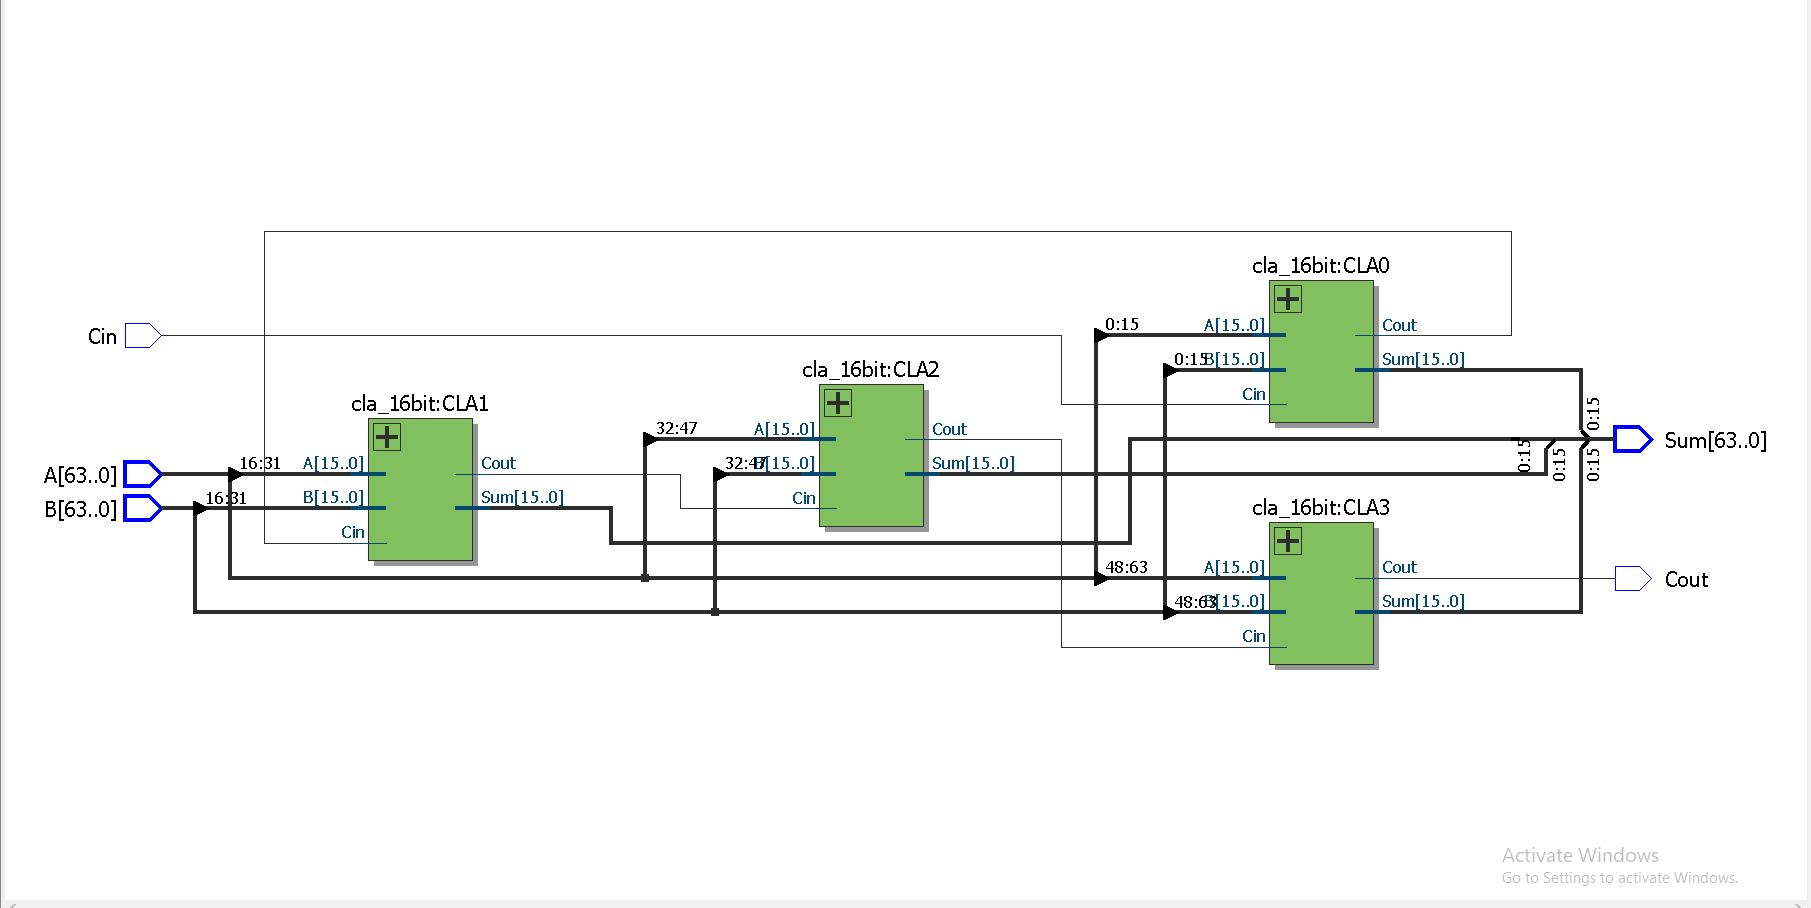 cla_16bit:CLA0
Cin
0:15
A[15..0]
Cout
0:15
B[15..0]
Sum[15..0]
Cin
cla_16bit:CLA2
32:47
A[15..0]
Cout
32:47
B[15..0]
Sum[15..0]
Cin
cla_16bit:CLA1
A[63..0]
16:31
A[15..0]
Cout
B[63..0]
16:31
B[15..0]
Sum[15..0]
Cin
0:15
0:15
0:15
0:15
Sum[63..0]
cla_16bit:CLA3
48:63
A[15..0]
Cout
Cout
48:63
B[15..0]
Sum[15..0]
Cin
Activate Windows
Go to Settings to activate Windows.